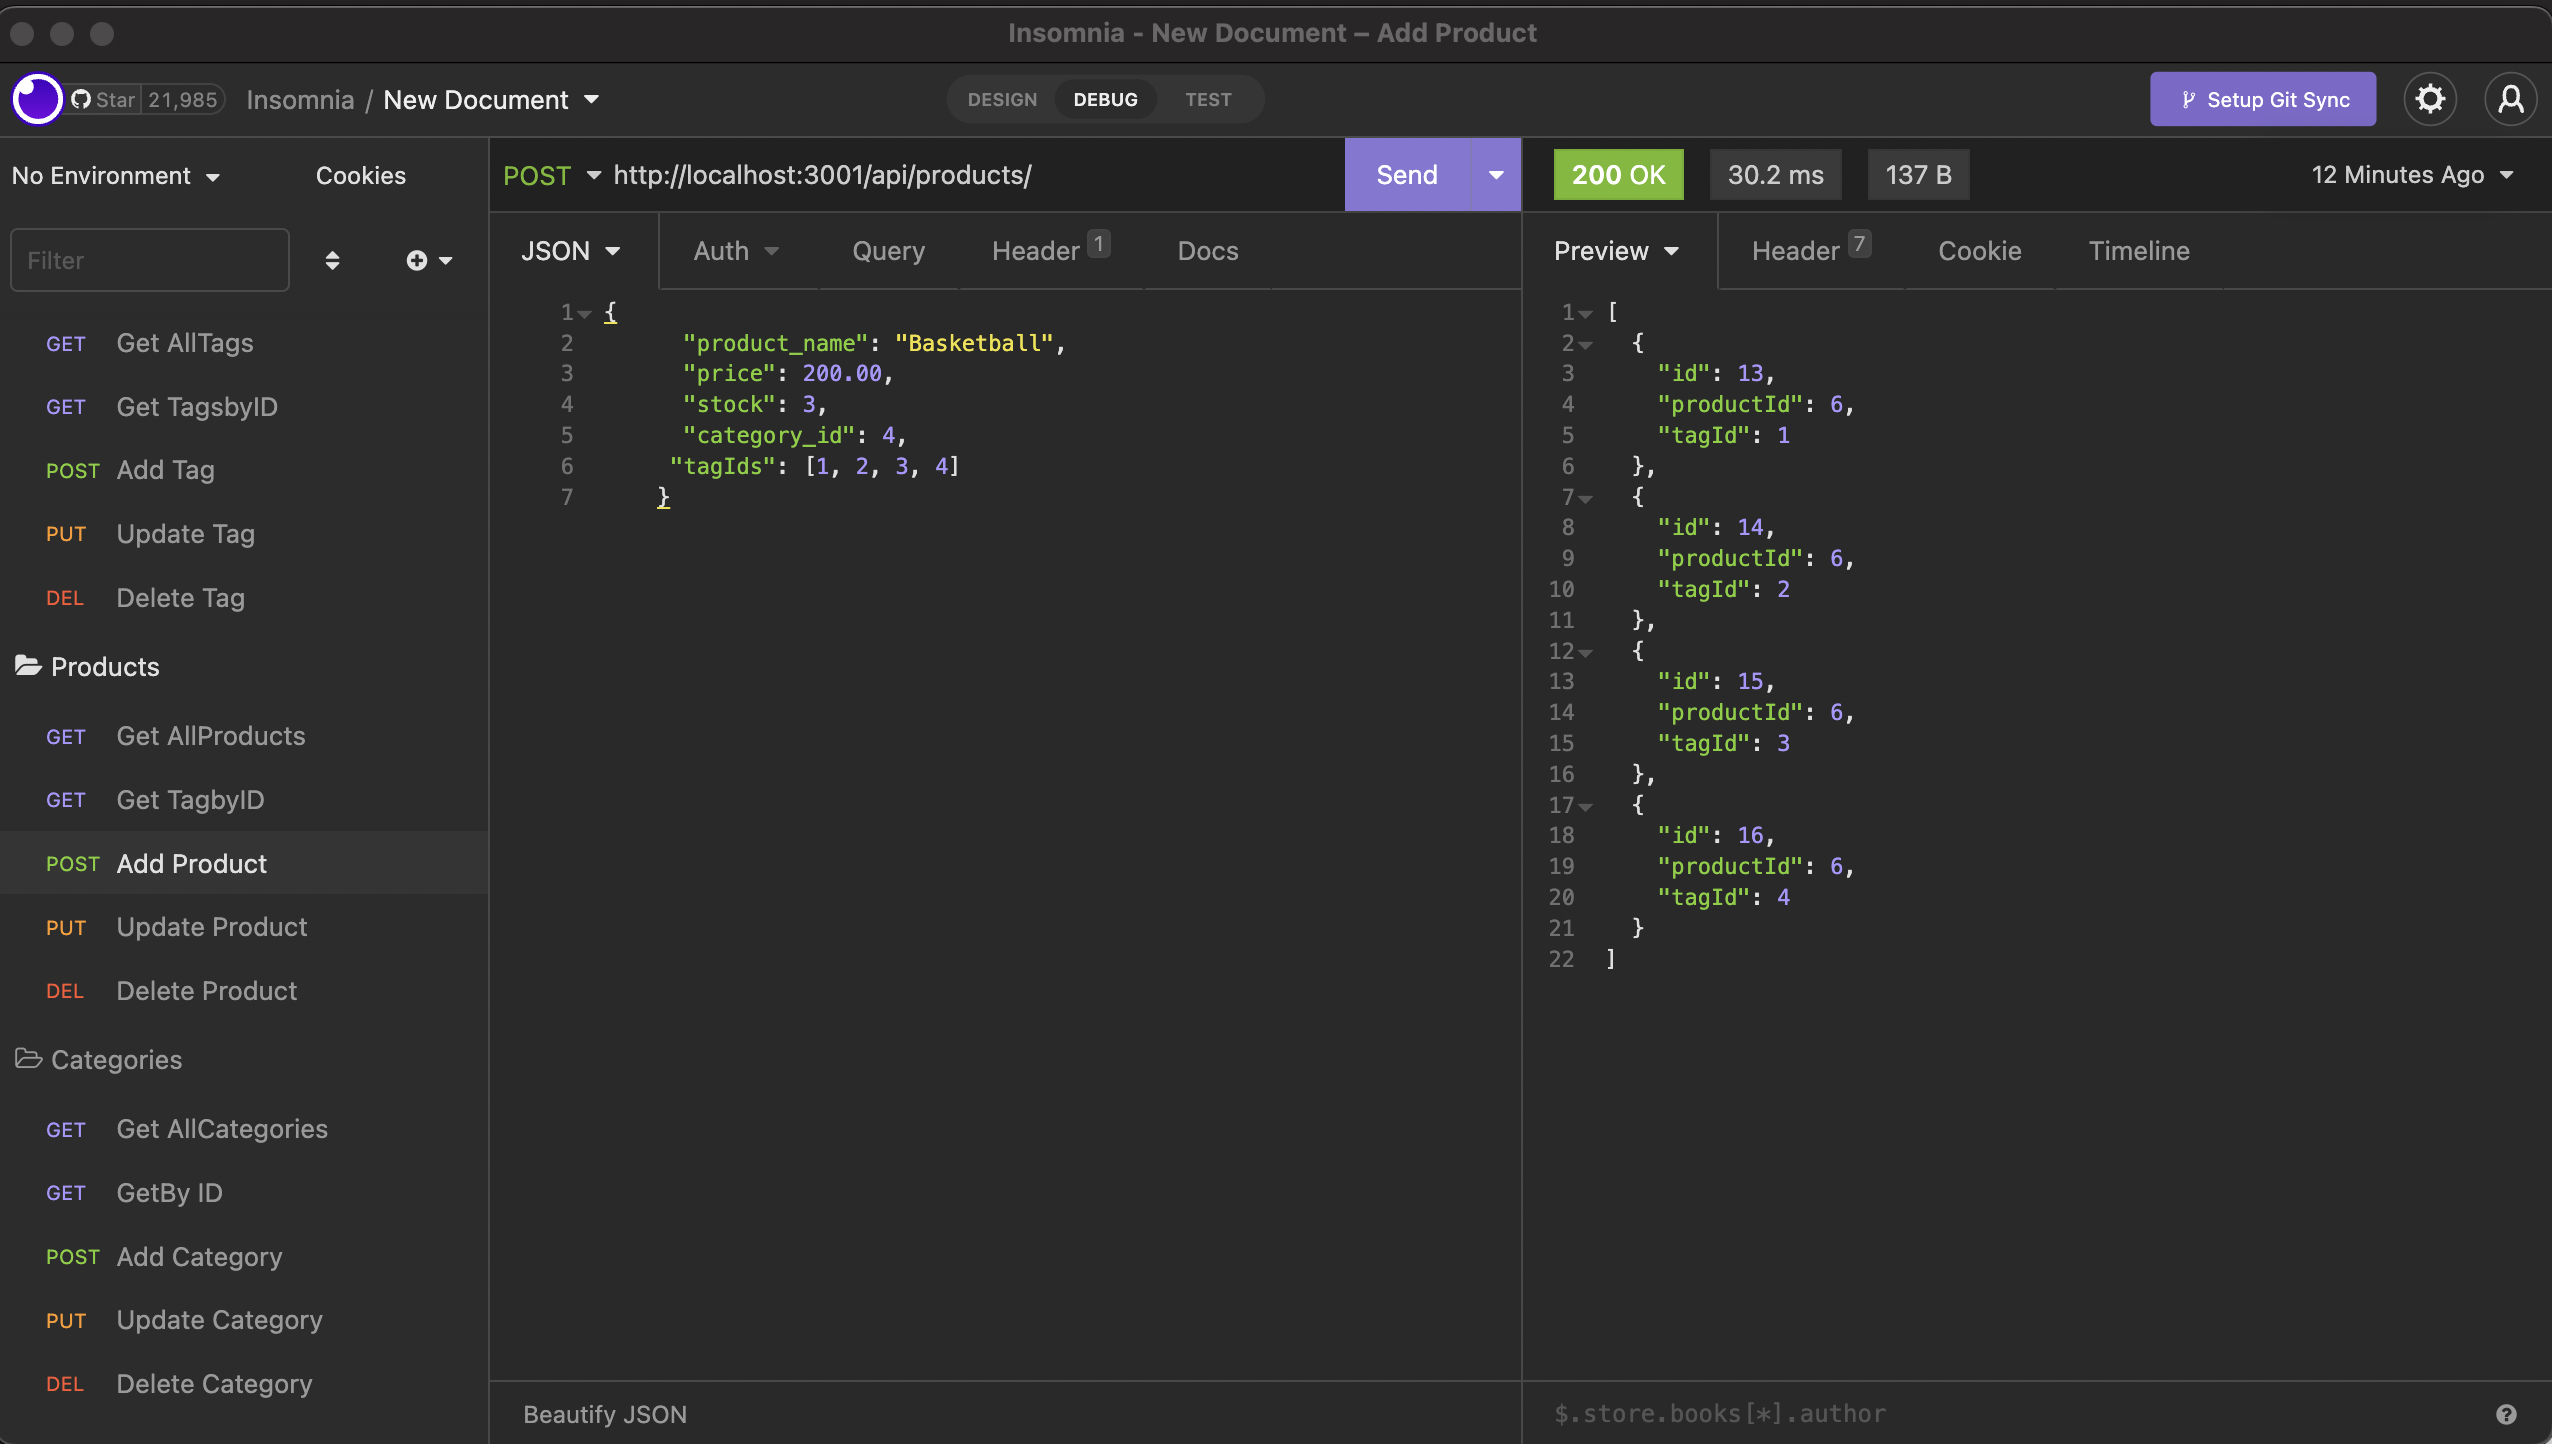 Insomnia - New Document – Add Product
Star 21,985 Insomnia / New Document
DESIGN DEBUG TEST
Setup Git Sync
No Environment Cookies
Filter
GET Get AllTags
GET Get TagsbyID
POST Add Tag
PUT Update Tag
DEL Delete Tag
Products
GET Get AllProducts
GET Get TagbyID
POST Add Product
PUT Update Product
DEL Delete Product
Categories
GET Get AllCategories
GET GetBy ID
POST Add Category
PUT Update Category
DEL Delete Category
POST http://localhost:3001/api/products/ Send
JSON Auth Query Header 1 Docs
1 {
2 "product_name": "Basketball",
3 "price": 200.00,
4 "stock": 3,
5 "category_id": 4,
6 "tagIds": [1, 2, 3, 4]
7 }
Beautify JSON
200 OK 30.2 ms 137 B 12 Minutes Ago
Preview Header 7 Cookie Timeline
1 [
2 {
3 "id": 13,
4 "productId": 6,
5 "tagId": 1
6 },
7 {
8 "id": 14,
9 "productId": 6,
10 "tagId": 2
11 },
12 {
13 "id": 15,
14 "productId": 6,
15 "tagId": 3
16 },
17 {
18 "id": 16,
19 "productId": 6,
20 "tagId": 4
21 }
22 ]
$.store.books[*].author
?